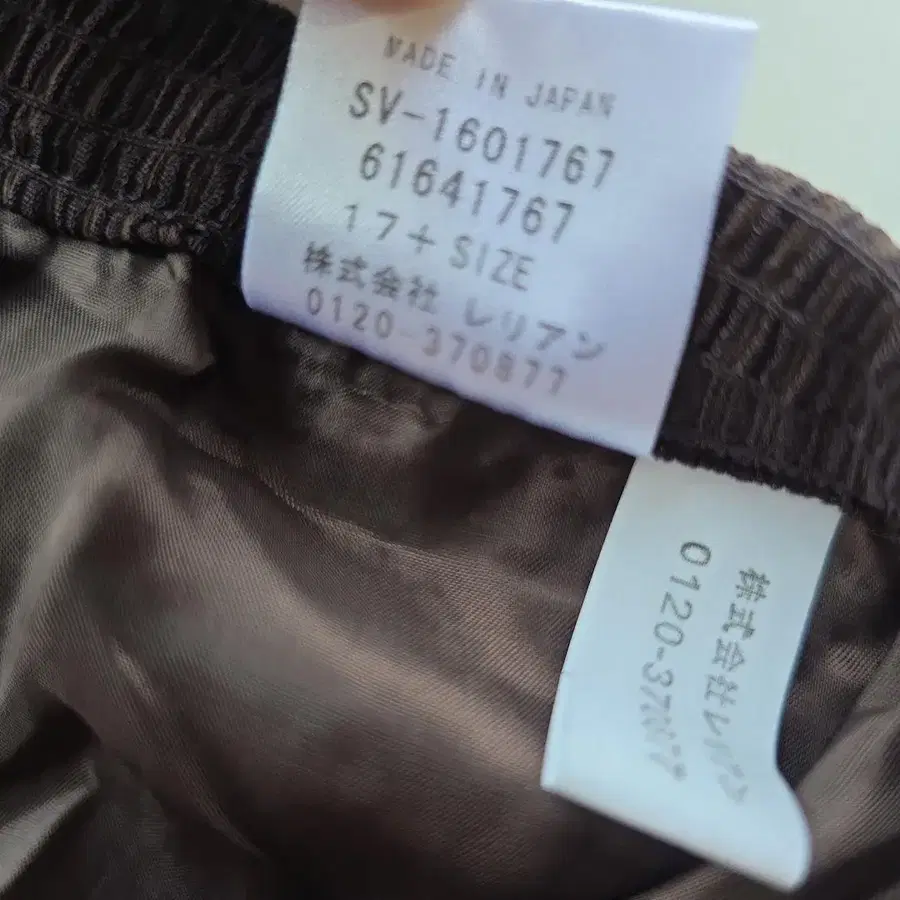 MADE IN JAPAN
SV-1601767
61641767
17+SIZE
株式会社 レリアン
0120-370877
株式会社レリアン
0120-37